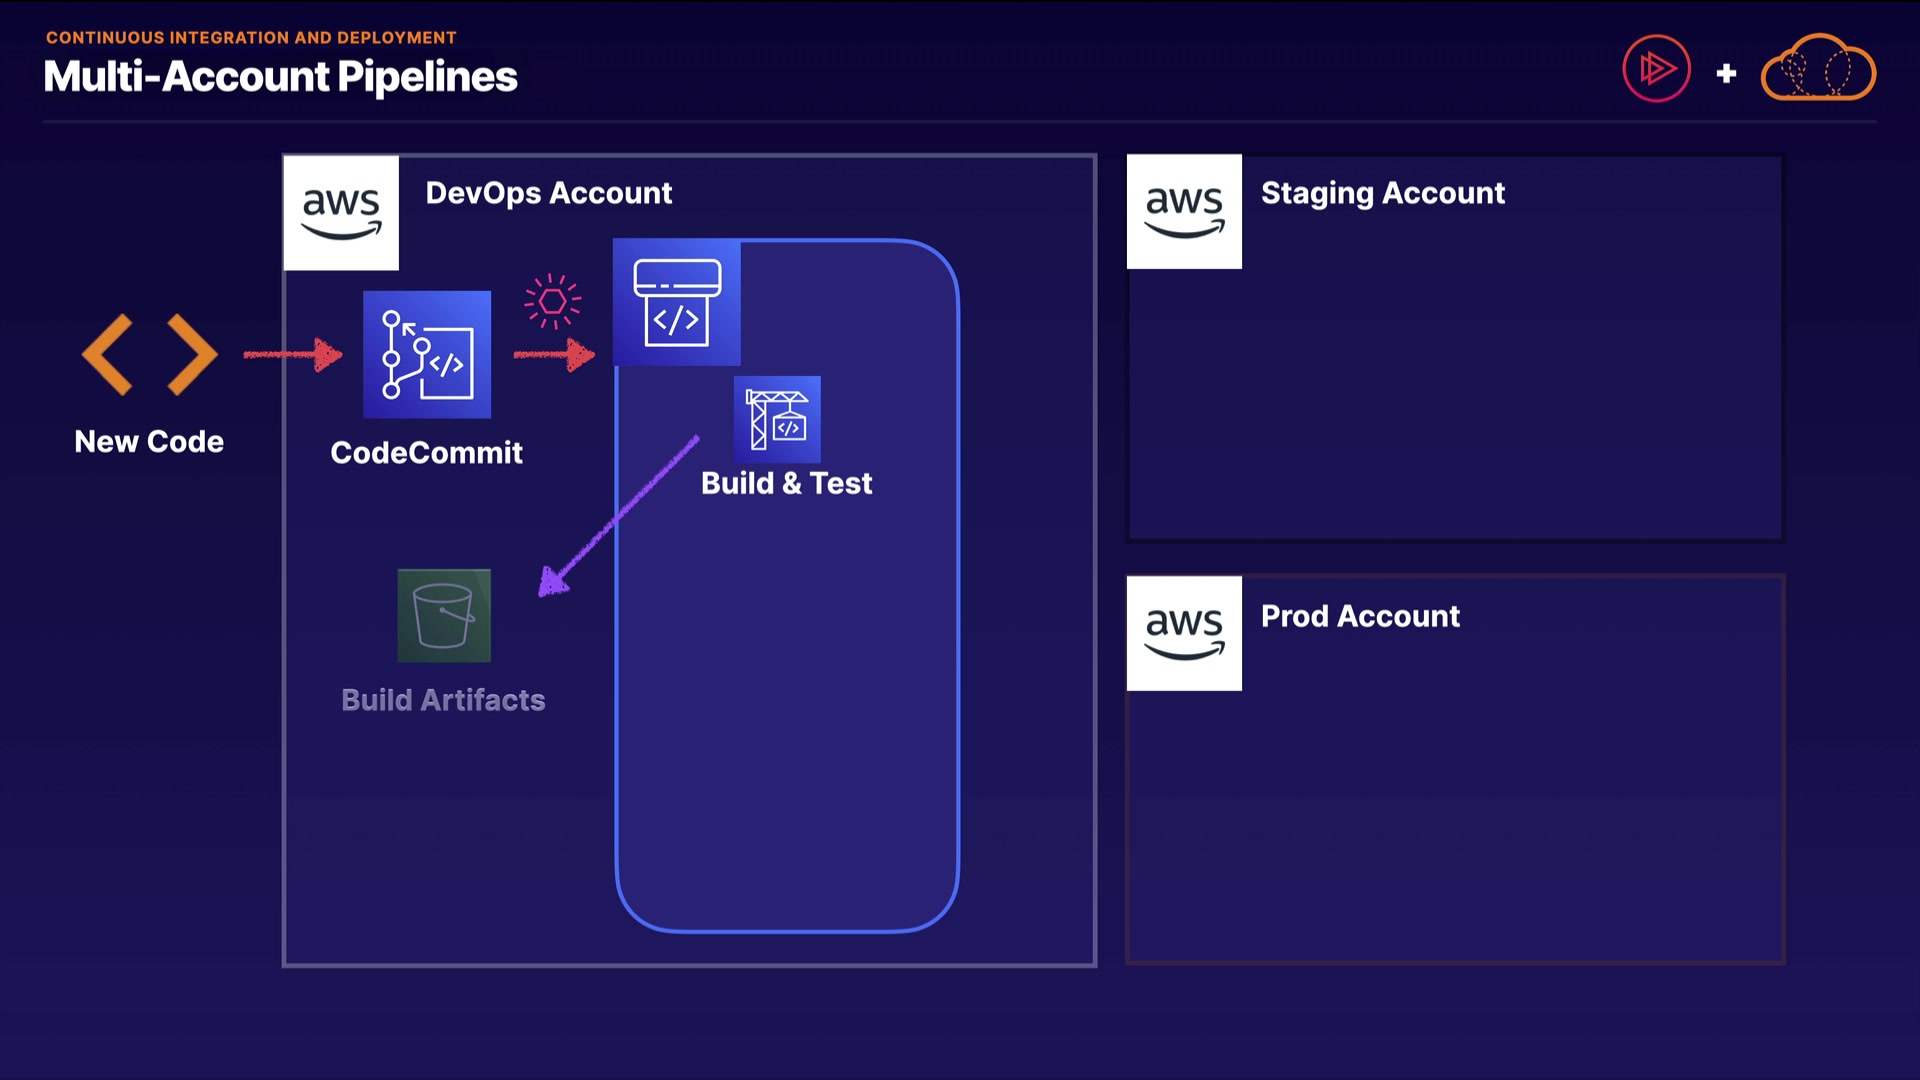 CONTINUOUS INTEGRATION AND DEPLOYMENT
Multi-Account Pipelines
+
aws
DevOps Account
aws
Staging Account
</>
</>
New Code
CodeCommit
</>
Build & Test
Build Artifacts
aws
Prod Account